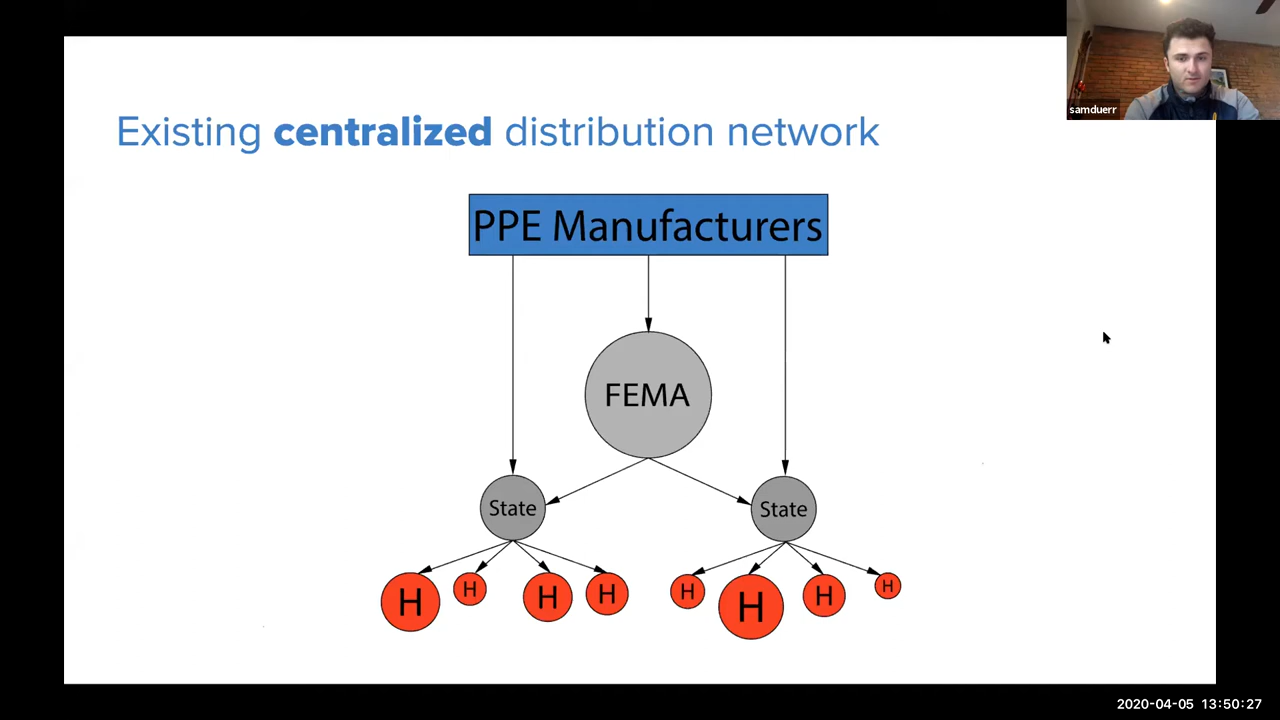 samduerr
Existing centralized distribution network
PPE Manufacturers
FEMA
State State
H H H H H H H H
2020-04-05 13:50:27